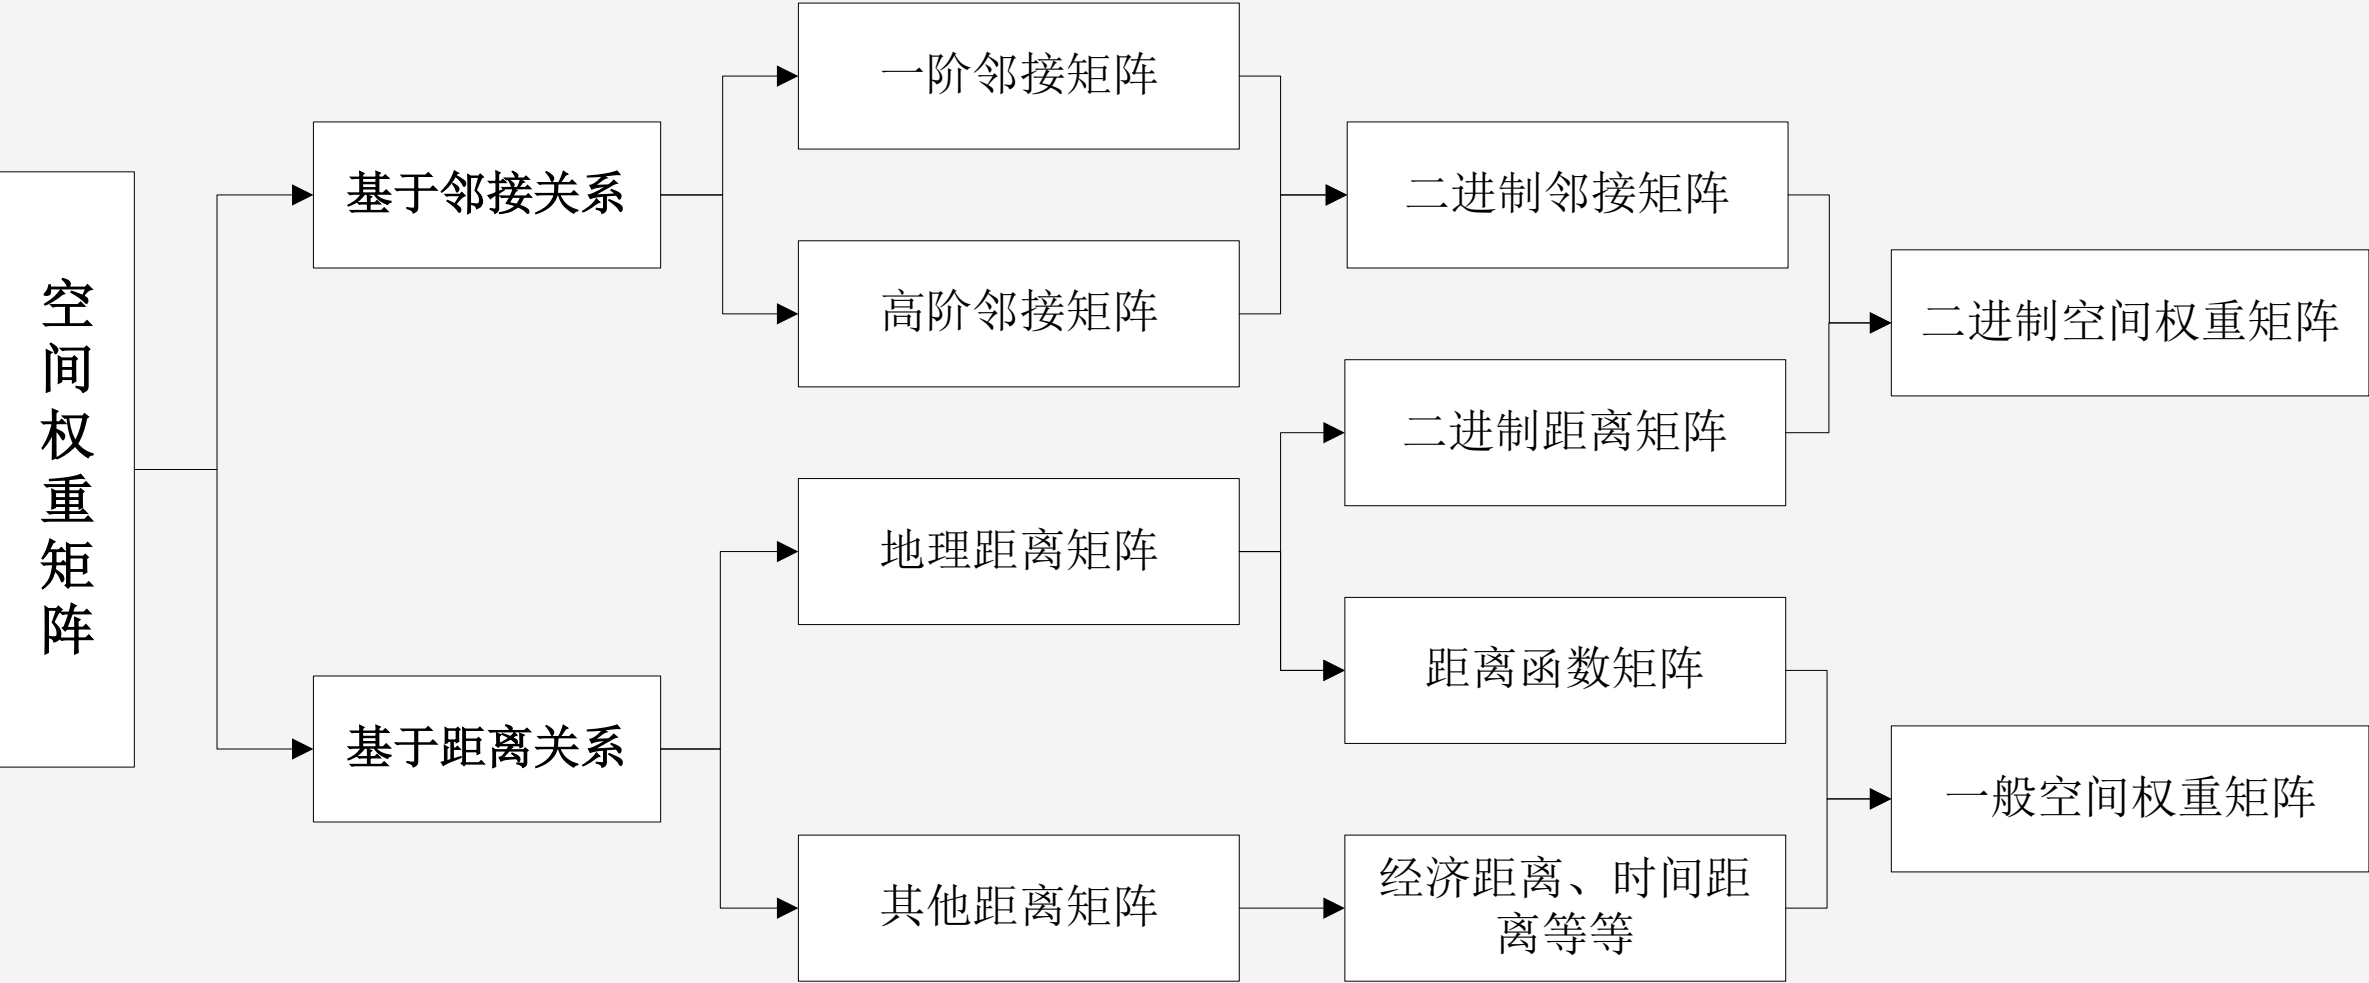 空间权重矩阵
基于邻接关系
基于距离关系
一阶邻接矩阵
高阶邻接矩阵
地理距离矩阵
其他距离矩阵
二进制邻接矩阵
二进制距离矩阵
距离函数矩阵
经济距离、时间距
离等等
二进制空间权重矩阵
一般空间权重矩阵